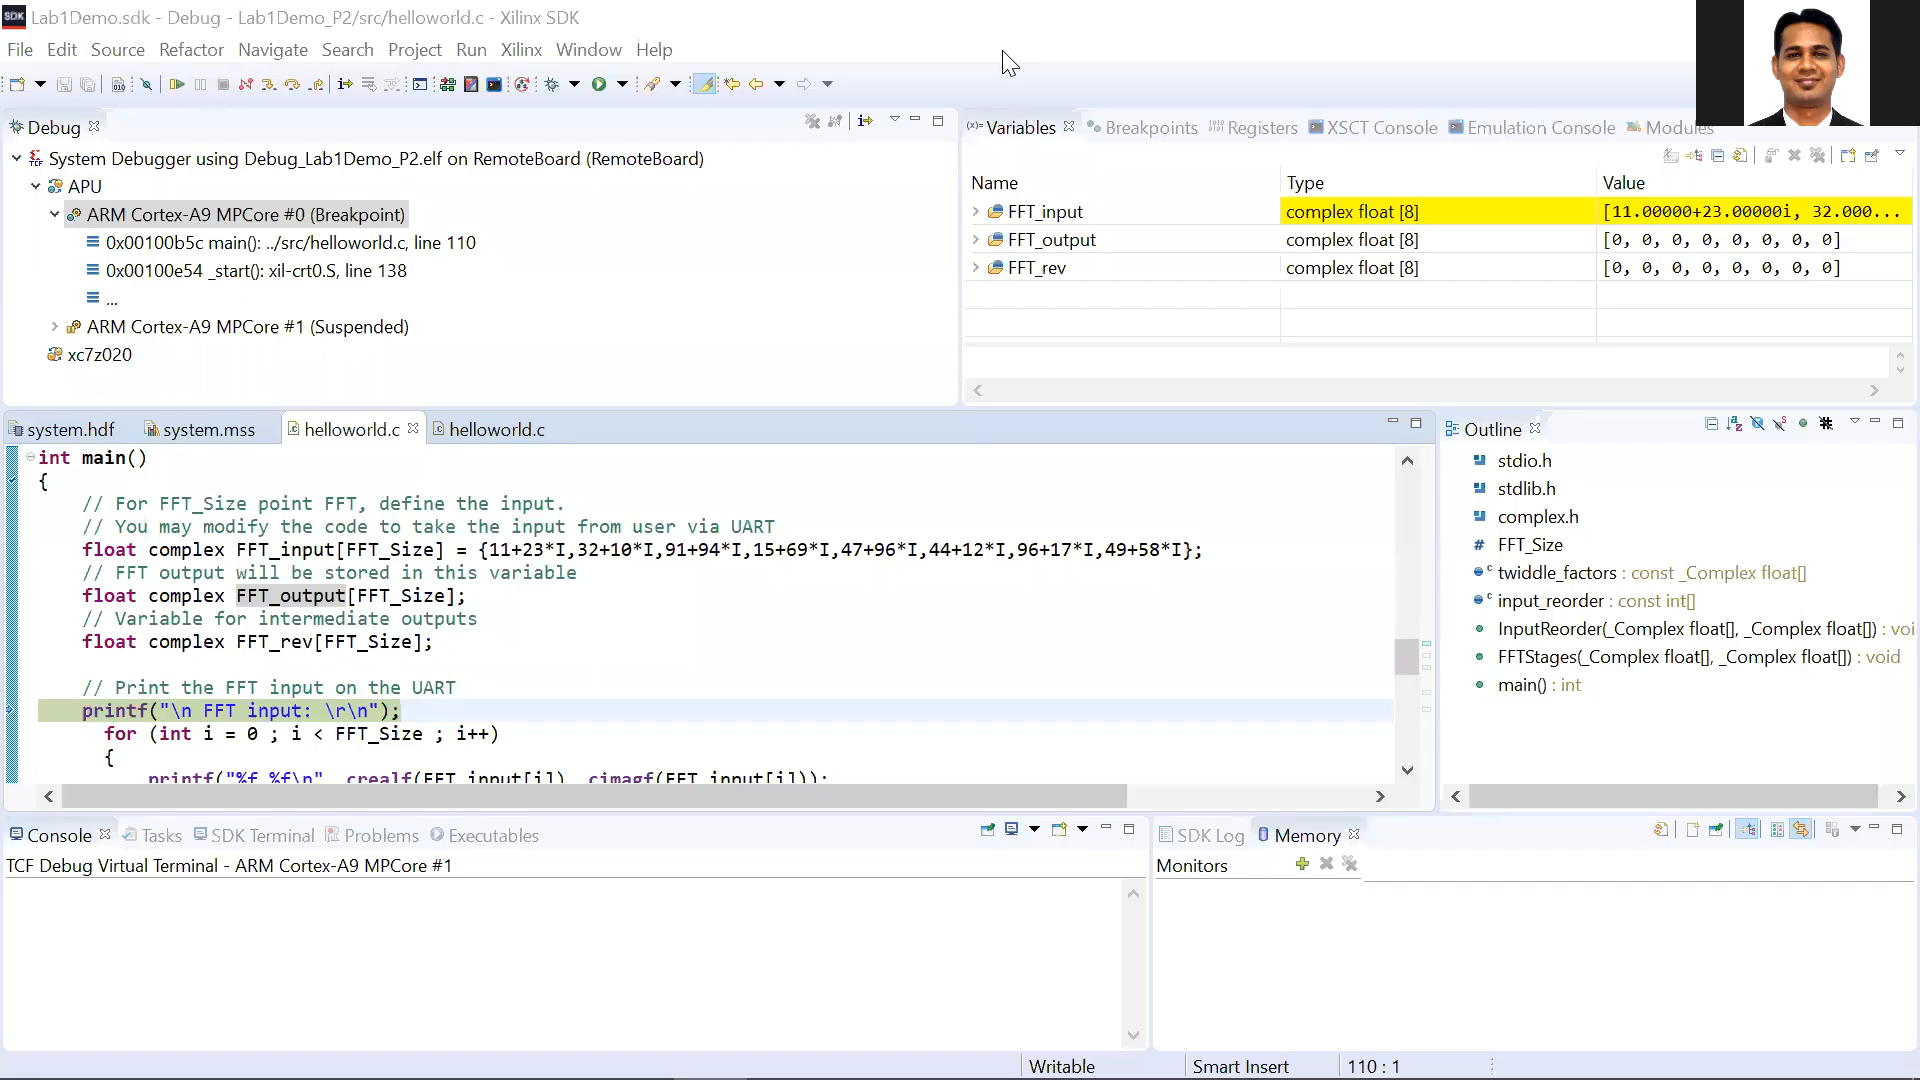 SDK Lab1Demo.sdk - Debug - Lab1Demo_P2/src/helloworld.c - Xilinx SDK
File Edit Source Refactor Navigate Search Project Run Xilinx Window Help
Debug
System Debugger using Debug_Lab1Demo_P2.elf on RemoteBoard (RemoteBoard)
APU
ARM Cortex-A9 MPCore #0 (Breakpoint)
0x00100b5c main(): ../src/helloworld.c, line 110
0x00100e54 _start(): xil-crt0.S, line 138
...
ARM Cortex-A9 MPCore #1 (Suspended)
xc7z020
Variables Breakpoints Registers XSCT Console Emulation Console Modules
Name Type Value
FFT_input complex float [8] [11.00000+23.00000i, 32.000...
FFT_output complex float [8] [0, 0, 0, 0, 0, 0, 0, 0]
FFT_rev complex float [8] [0, 0, 0, 0, 0, 0, 0, 0]
system.hdf system.mss helloworld.c helloworld.c
int main()
{
// For FFT_Size point FFT, define the input.
// You may modify the code to take the input from user via UART
float complex FFT_input[FFT_Size] = {11+23*I,32+10*I,91+94*I,15+69*I,47+96*I,44+12*I,96+17*I,49+58*I};
// FFT output will be stored in this variable
float complex FFT_output[FFT_Size];
// Variable for intermediate outputs
float complex FFT_rev[FFT_Size];
// Print the FFT input on the UART
printf("\n FFT input: \r\n");
for (int i = 0 ; i < FFT_Size ; i++)
{
printf("%f %f\n", crealf(FFT_input[i]), cimagf(FFT_input[i]));
Outline
stdio.h
stdlib.h
complex.h
# FFT_Size
twiddle_factors : const _Complex float[]
input_reorder : const int[]
InputReorder(_Complex float[], _Complex float[]) : voi
FFTStages(_Complex float[], _Complex float[]) : void
main() : int
Console Tasks SDK Terminal Problems Executables
TCF Debug Virtual Terminal - ARM Cortex-A9 MPCore #1
SDK Log Memory
Monitors
Writable Smart Insert 110 : 1